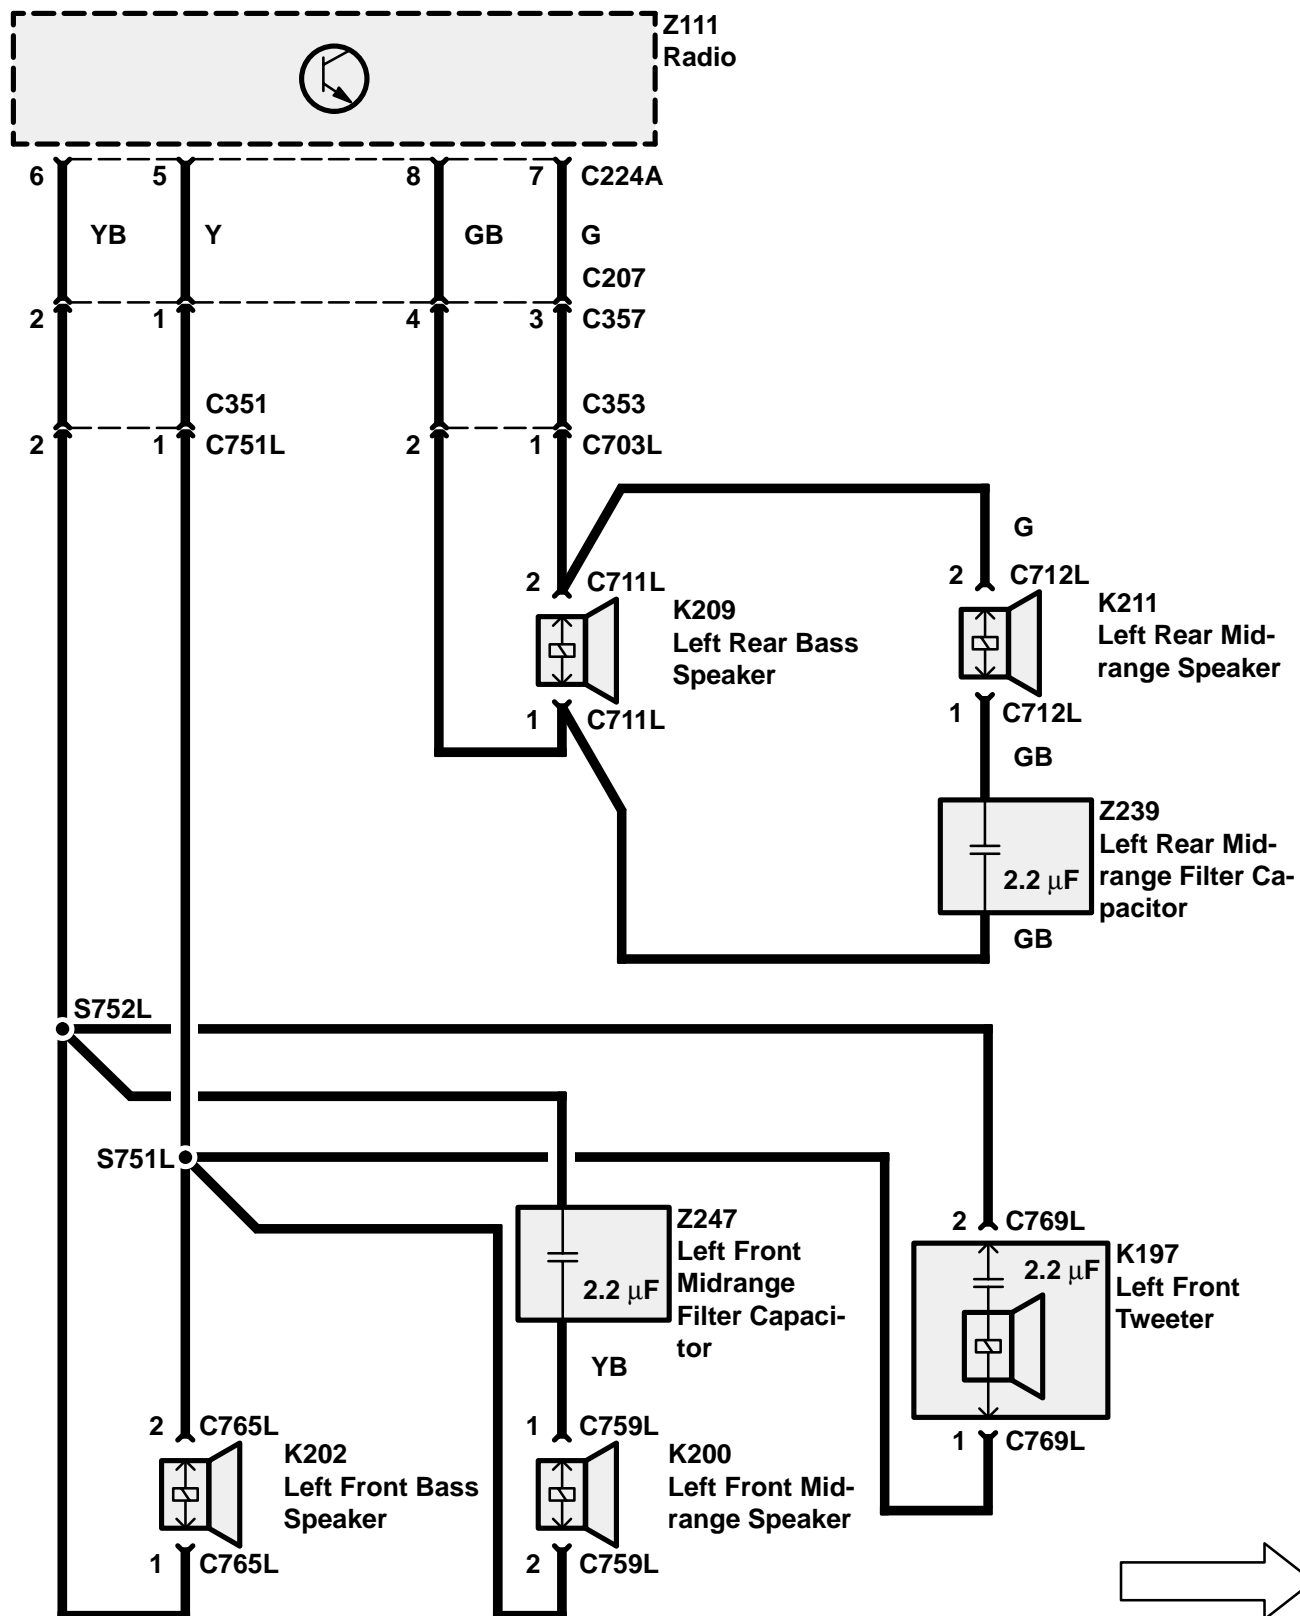 Z111
Radio
6 5 8 7 C224A
YB Y GB G
C207
2 1 4 3 C357
C351 C353
2 1 C751L 2 1 C703L
G
2 C711L
2 C712L
K209
Left Rear Bass
Speaker
K211
Left Rear Mid-
range Speaker
1 C711L
1 C712L
GB
Z239
Left Rear Mid-
range Filter Ca-
pacitor
2.2 µF
GB
S752L
S751L
Z247
Left Front
Midrange
Filter Capaci-
tor
2.2 µF
2 C769L
K197
Left Front
Tweeter
2.2 µF
YB
2 C765L
1 C759L
1 C769L
K202
Left Front Bass
Speaker
K200
Left Front Mid-
range Speaker
1 C765L
2 C759L